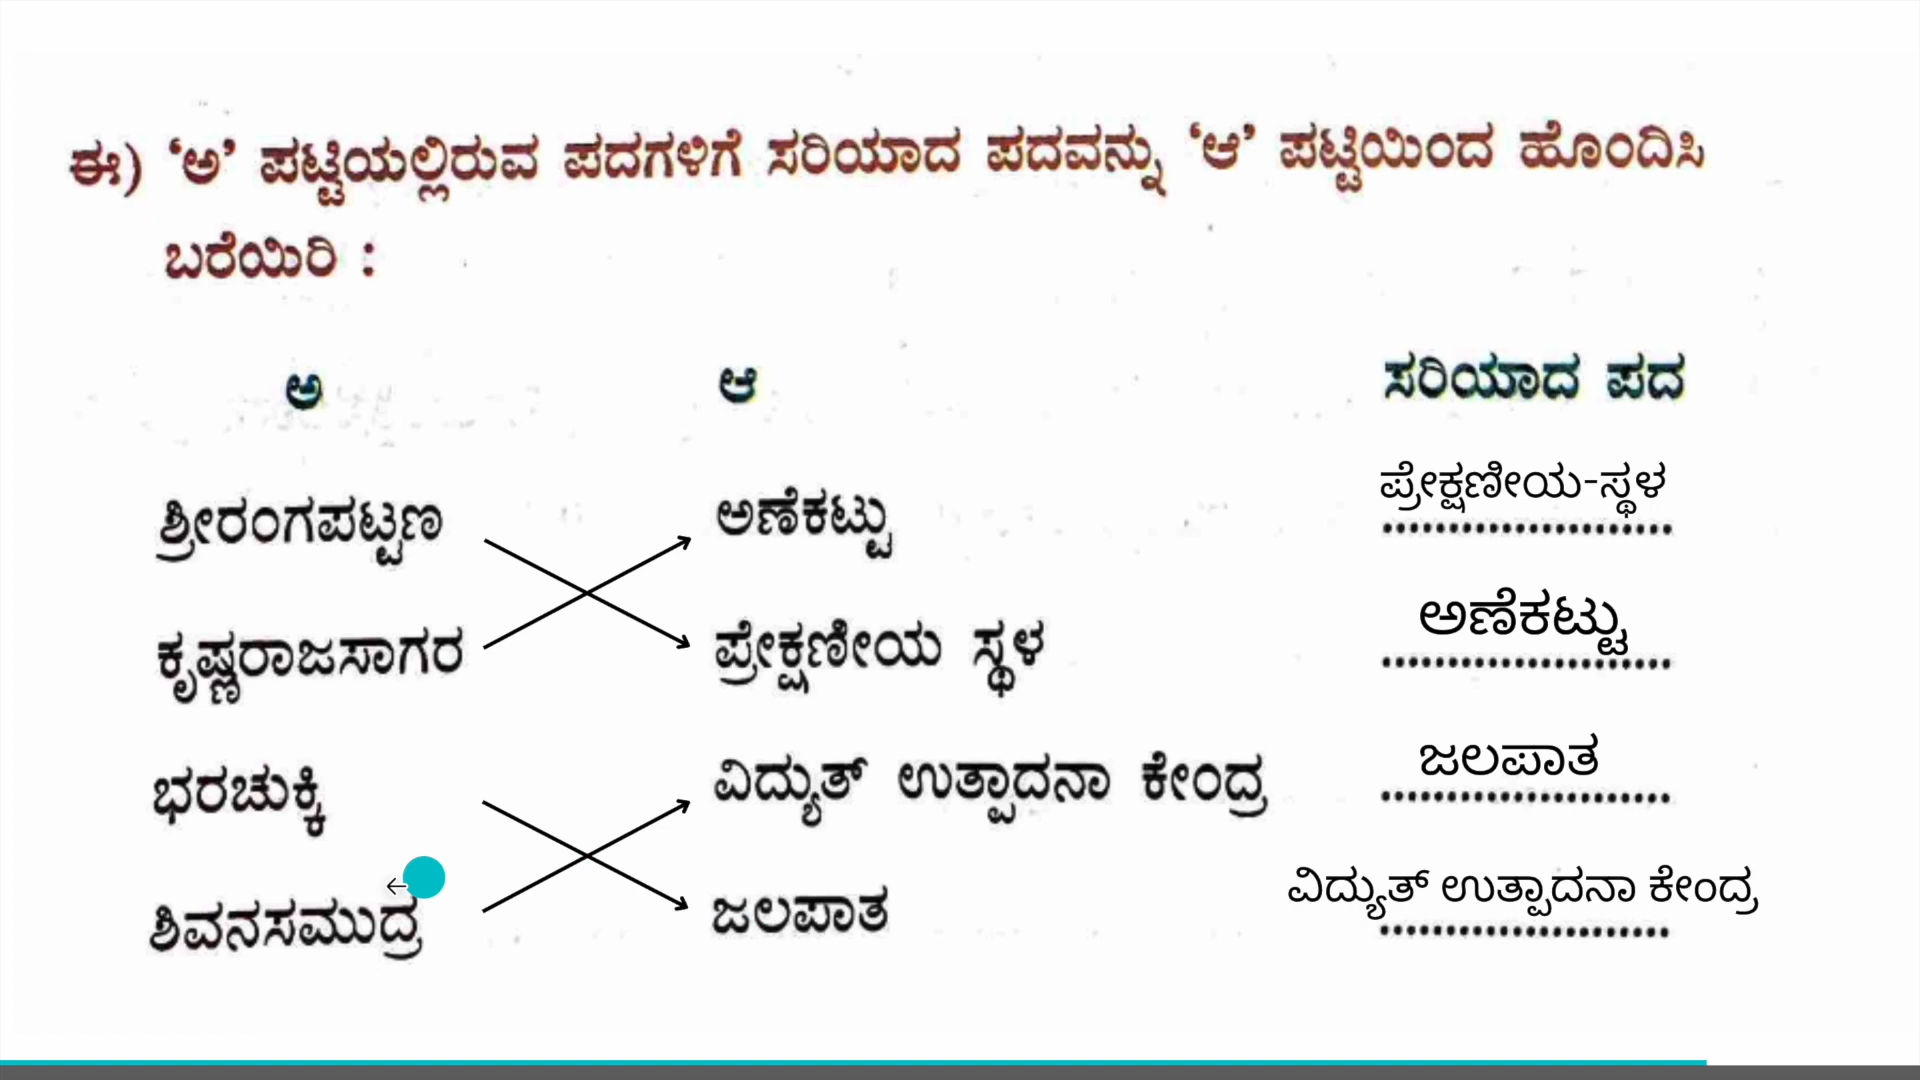 ಈ) ‘ಅ’ ಪಟ್ಟಿಯಲ್ಲಿರುವ ಪದಗಳಿಗೆ ಸರಿಯಾದ ಪದವನ್ನು ‘ಆ’ ಪಟ್ಟಿಯಿಂದ ಹೊಂದಿಸಿ
ಬರೆಯಿರಿ :
ಅ ಆ ಸರಿಯಾದ ಪದ
ಶ್ರೀರಂಗಪಟ್ಟಣ ಅಣೆಕಟ್ಟು ಪ್ರೇಕ್ಷಣೀಯ-ಸ್ಥಳ
ಕೃಷ್ಣರಾಜಸಾಗರ ಪ್ರೇಕ್ಷಣೀಯ ಸ್ಥಳ ಅಣೆಕಟ್ಟು
ಭರಚುಕ್ಕಿ ವಿದ್ಯುತ್ ಉತ್ಪಾದನಾ ಕೇಂದ್ರ ಜಲಪಾತ
ಶಿವನಸಮುದ್ರ ಜಲಪಾತ ವಿದ್ಯುತ್ ಉತ್ಪಾದನಾ ಕೇಂದ್ರ